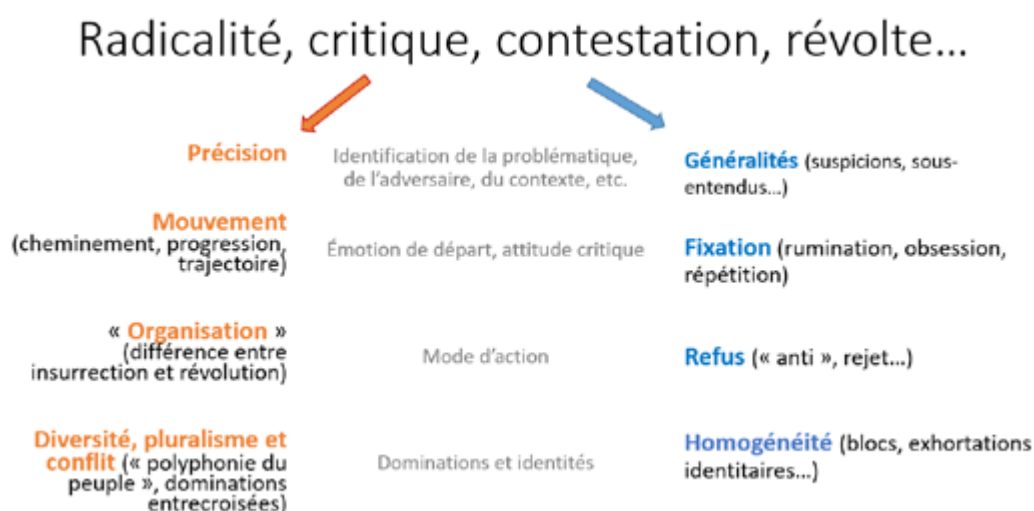 Radicalité, critique, contestation, révolte...
Précision
Identification de la problématique,
de l'adversaire, du contexte, etc.
Généralités (suspicions, sous-
entendus...)
Mouvement
(cheminement, progression,
trajectoire)
Émotion de départ, attitude critique
Fixation (rumination, obsession,
répétition)
« Organisation »
(différence entre
insurrection et révolution)
Mode d'action
Refus (« anti », rejet...)
Diversité, pluralisme et
conflit (« polyphonie du
peuple », dominations
entrecroisées)
Dominations et identités
Homogénéité (blocs, exhortations
identitaires...)